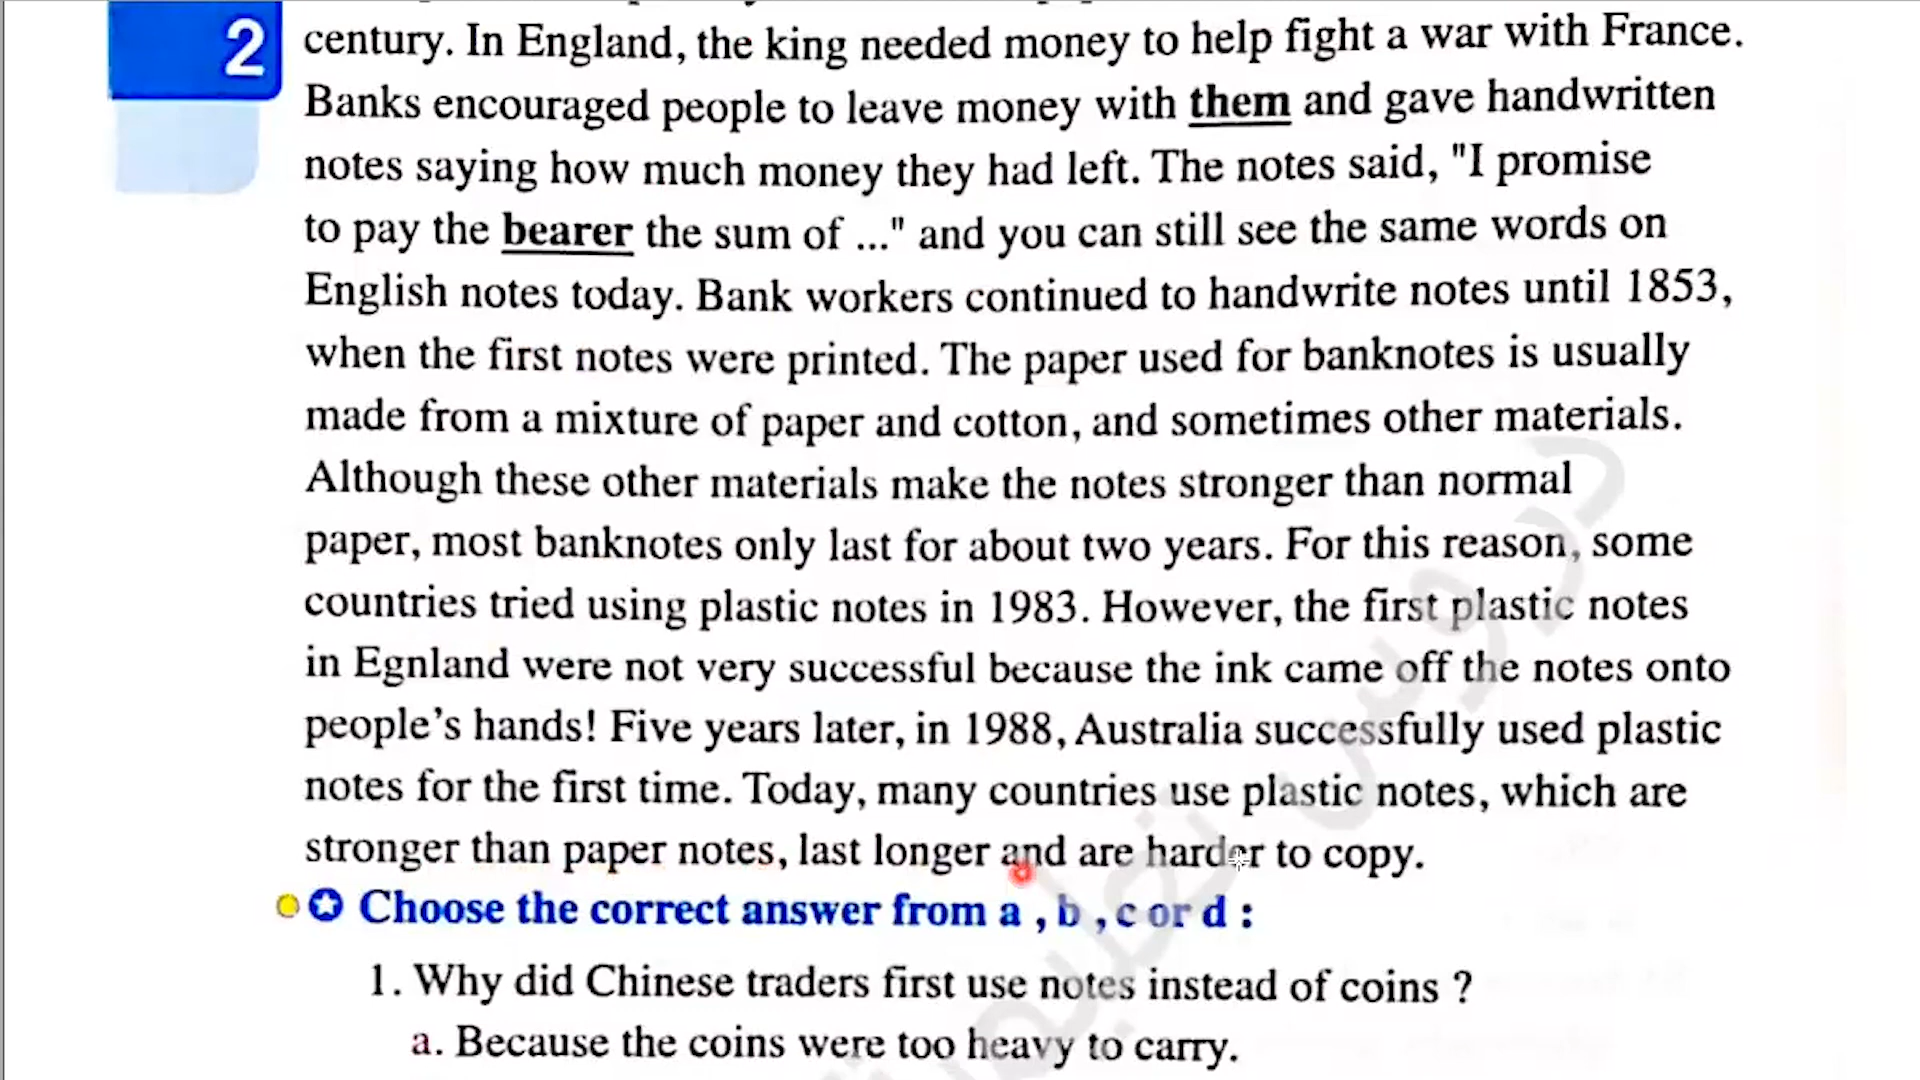 2
century. In England, the king needed money to help fight a war with France.
Banks encouraged people to leave money with them and gave handwritten
notes saying how much money they had left. The notes said, "I promise
to pay the bearer the sum of ..." and you can still see the same words on
English notes today. Bank workers continued to handwrite notes until 1853,
when the first notes were printed. The paper used for banknotes is usually
made from a mixture of paper and cotton, and sometimes other materials.
Although these other materials make the notes stronger than normal
paper, most banknotes only last for about two years. For this reason, some
countries tried using plastic notes in 1983. However, the first plastic notes
in Egnland were not very successful because the ink came off the notes onto
people's hands! Five years later, in 1988, Australia successfully used plastic
notes for the first time. Today, many countries use plastic notes, which are
stronger than paper notes, last longer and are harder to copy.
Choose the correct answer from a , b , c or d :
1. Why did Chinese traders first use notes instead of coins ?
a. Because the coins were too heavy to carry.
دروس